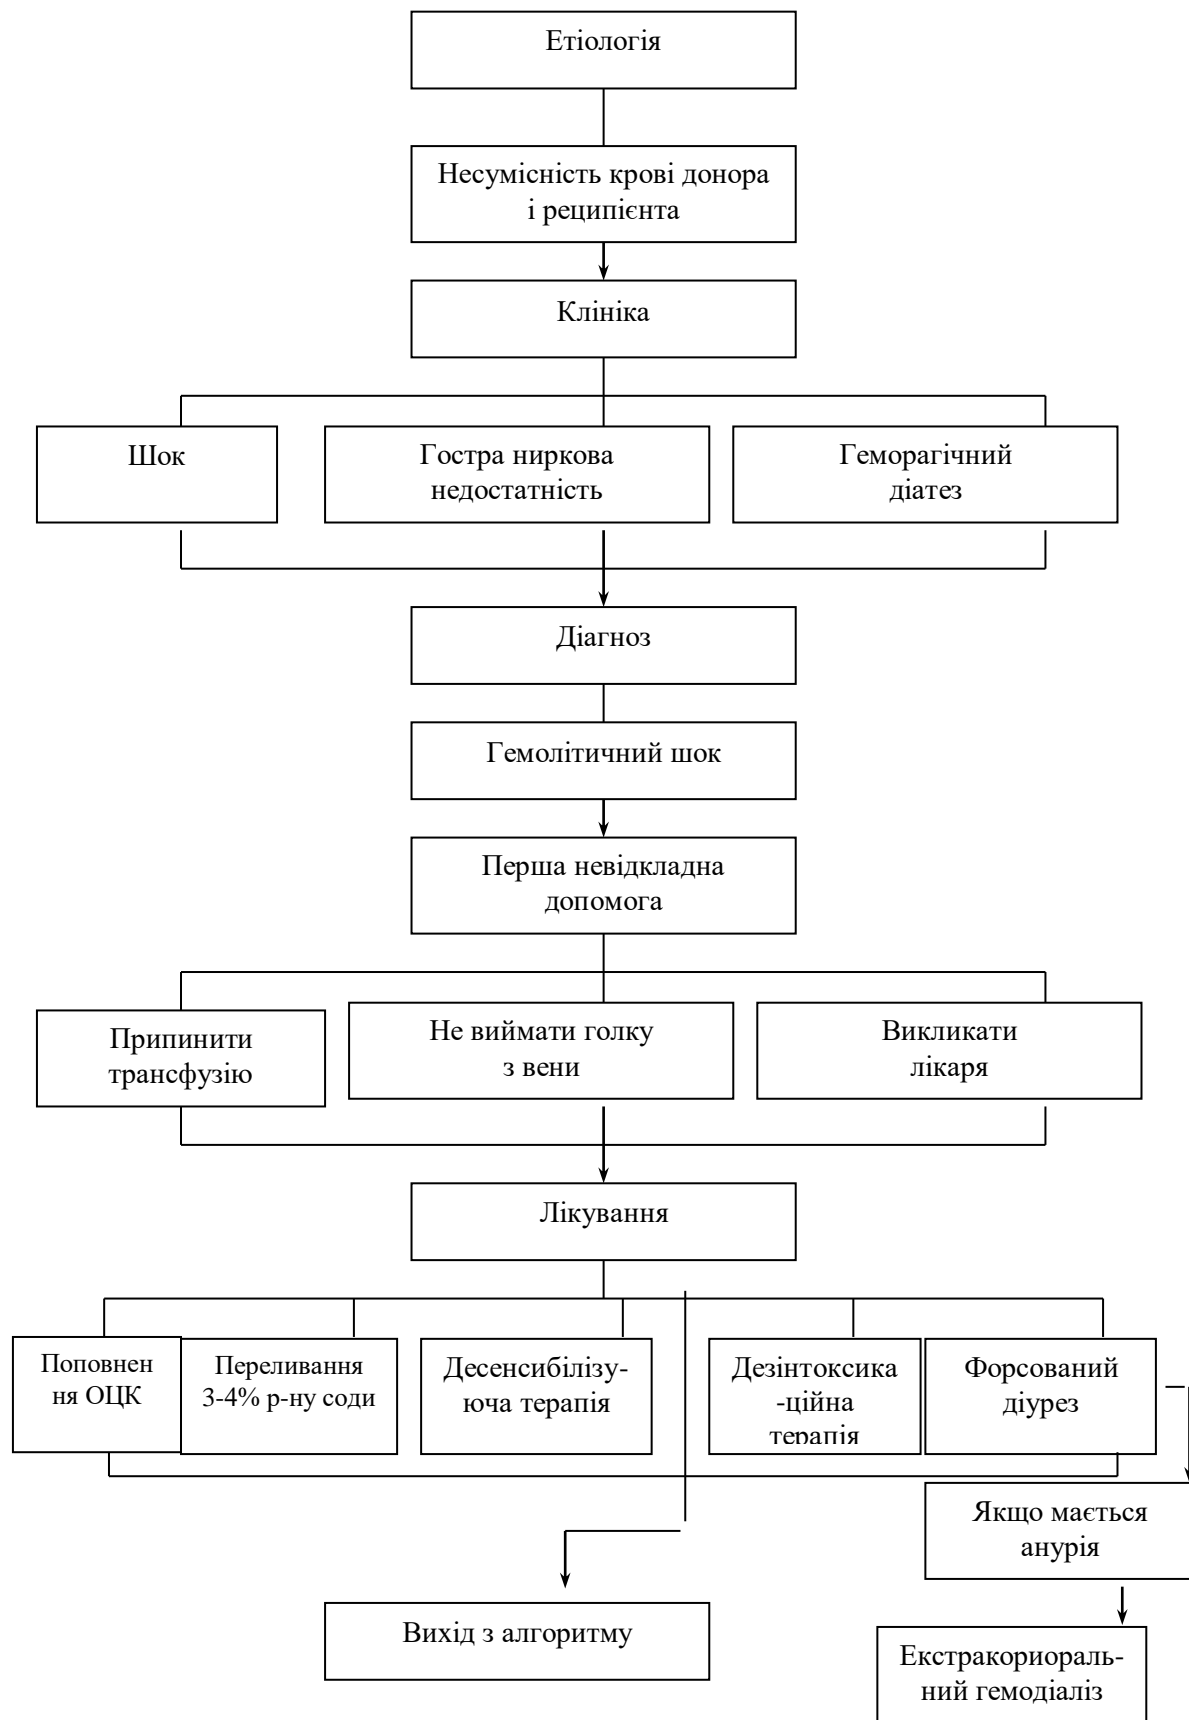 Етіологія
Несумісність крові донора
і реципієнта
Клініка
Шок
Гостра ниркова
недостатність
Геморагічний
діатез
Діагноз
Гемолітичний шок
Перша невідкладна
допомога
Припинити
трансфузію
Не виймати голку
з вени
Викликати
лікаря
Лікування
Поповнен
ня ОЦК
Переливання
3-4% р-ну соди
Десенсибілізу-
юча терапія
Дезінтоксика
-ційна
терапія
Форсований
діурез
Якщо мається
анурія
Вихід з алгоритму
Екстракориораль-
ний гемодіаліз